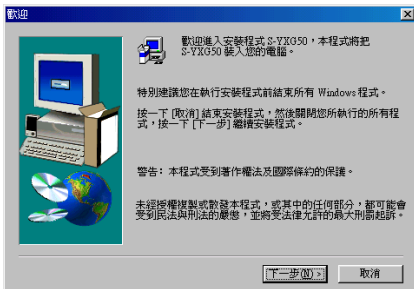 歡迎
歡迎進入安裝程式 S-YXG50，本程式將把
S-YXG50 裝入您的電腦。
特別建議您在執行安裝程式前結束所有 Windows 程式。
按一下 [取消] 結束安裝程式，然後關閉您所執行的所有程
式，按一下 [下一步] 繼續安裝程式。
警告：本程式受到著作權法及國際條約的保護。
未經授權複製或散發本程式，或其中的任何部分，都可能會
受到民法與刑法的嚴懲，並將受法律允許的最大刑罰起訴。
下一步(N) >
取消